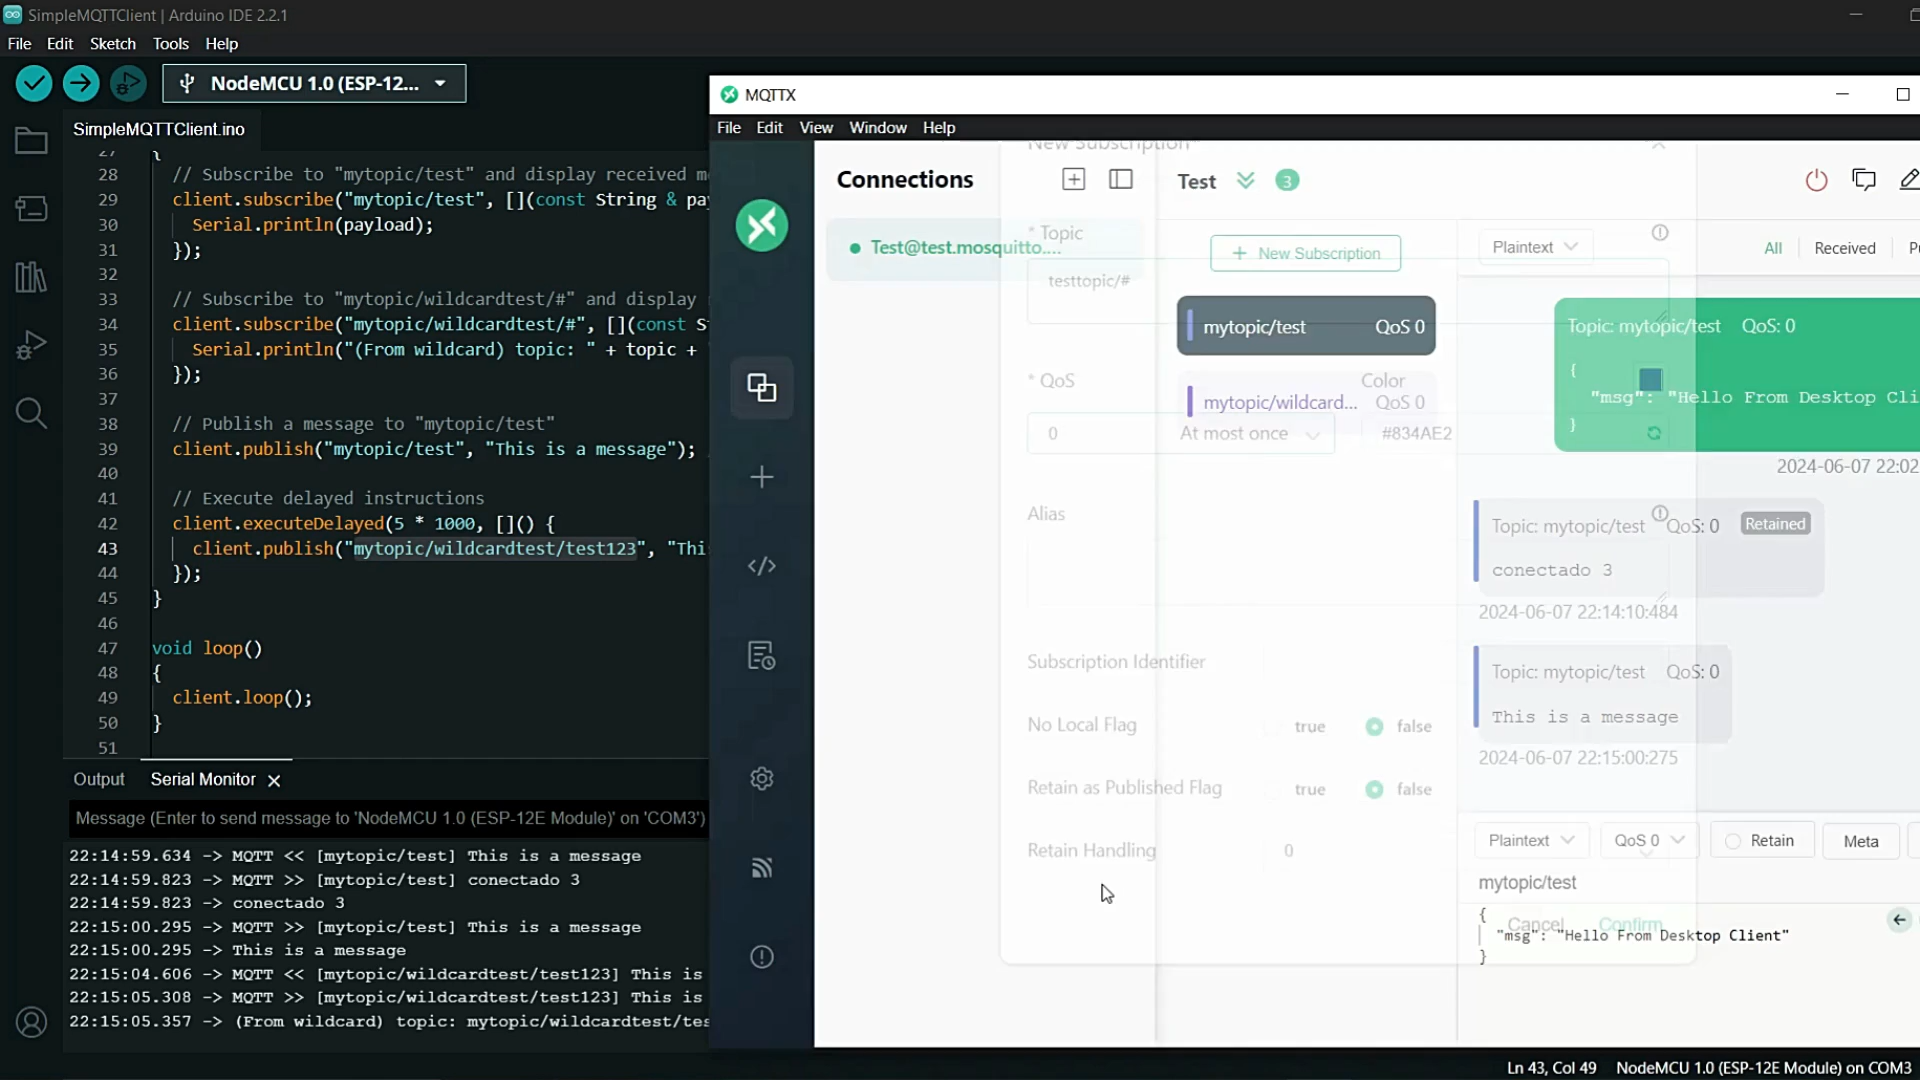 SimpleMQTTClient | Arduino IDE 2.2.1
File Edit Sketch Tools Help
NodeMCU 1.0 (ESP-12...
SimpleMQTTClient.ino
27 {
28 // Subscribe to "mytopic/test" and display received m
29 client.subscribe("mytopic/test", [](const String & pay
30 Serial.println(payload);
31 });
32
33 // Subscribe to "mytopic/wildcardtest/#" and display
34 client.subscribe("mytopic/wildcardtest/#", [](const S
35 Serial.println("(From wildcard) topic: " + topic +
36 });
37
38 // Publish a message to "mytopic/test"
39 client.publish("mytopic/test", "This is a message");
40
41 // Execute delayed instructions
42 client.executeDelayed(5 * 1000, []() {
43 client.publish("mytopic/wildcardtest/test123", "Thi
44 });
45 }
46
47 void loop()
48 {
49 client.loop();
50 }
51
Output Serial Monitor
Message (Enter to send message to 'NodeMCU 1.0 (ESP-12E Module)' on 'COM3')
22:14:59.634 -> MQTT << [mytopic/test] This is a message
22:14:59.823 -> MQTT >> [mytopic/test] conectado 3
22:14:59.823 -> conectado 3
22:15:00.295 -> MQTT >> [mytopic/test] This is a message
22:15:00.295 -> This is a message
22:15:04.606 -> MQTT << [mytopic/wildcardtest/test123] This is
22:15:05.308 -> MQTT >> [mytopic/wildcardtest/test123] This is
22:15:05.357 -> (From wildcard) topic: mytopic/wildcardtest/tes
MQTTX
File Edit View Window Help
Connections
Test@test.mosquitto....
Test 3
+ New Subscription
mytopic/test QoS 0
mytopic/wildcard... QoS 0
New Subscription
* Topic
testtopic/#
* QoS
0 At most once
Color
#834AE2
Alias
Subscription Identifier
No Local Flag true false
Retain as Published Flag true false
Retain Handling 0
Cancel Confirm
Plaintext
All Received
Topic: mytopic/test QoS: 0
{
"msg": "Hello From Desktop Cli
}
2024-06-07 22:02
Topic: mytopic/test QoS: 0 Retained
conectado 3
2024-06-07 22:14:10:484
Topic: mytopic/test QoS: 0
This is a message
2024-06-07 22:15:00:275
Plaintext QoS 0 Retain Meta
mytopic/test
{
"msg": "Hello From Desktop Client"
}
Ln 43, Col 49 NodeMCU 1.0 (ESP-12E Module) on COM3